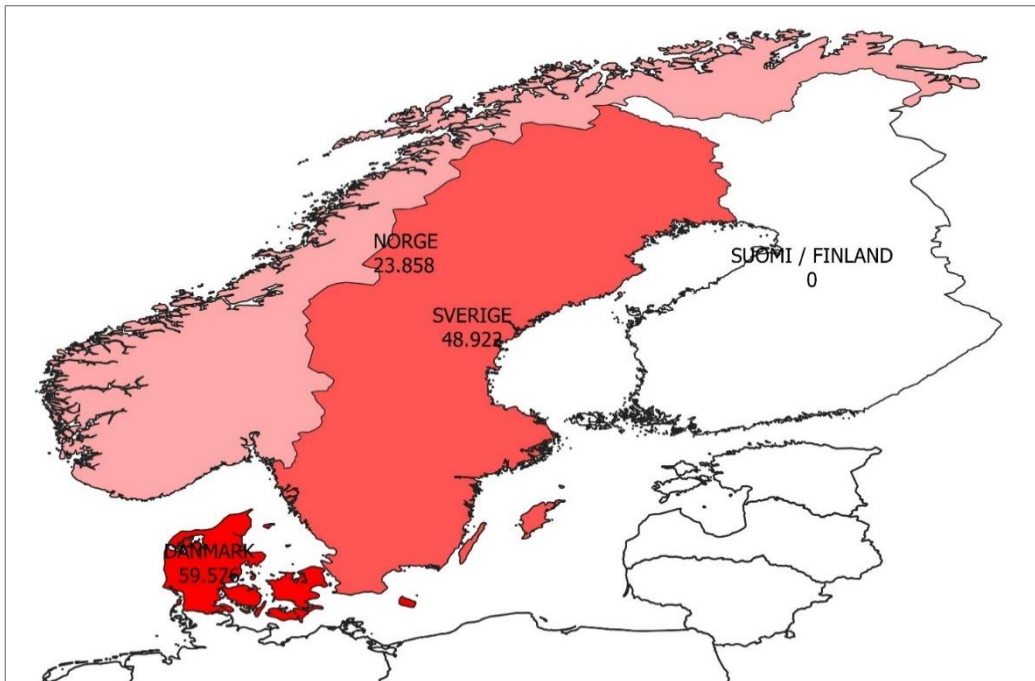 NORGE
23.858
SUOMI / FINLAND
0
SVERIGE
48.922
DANMARK
59.576